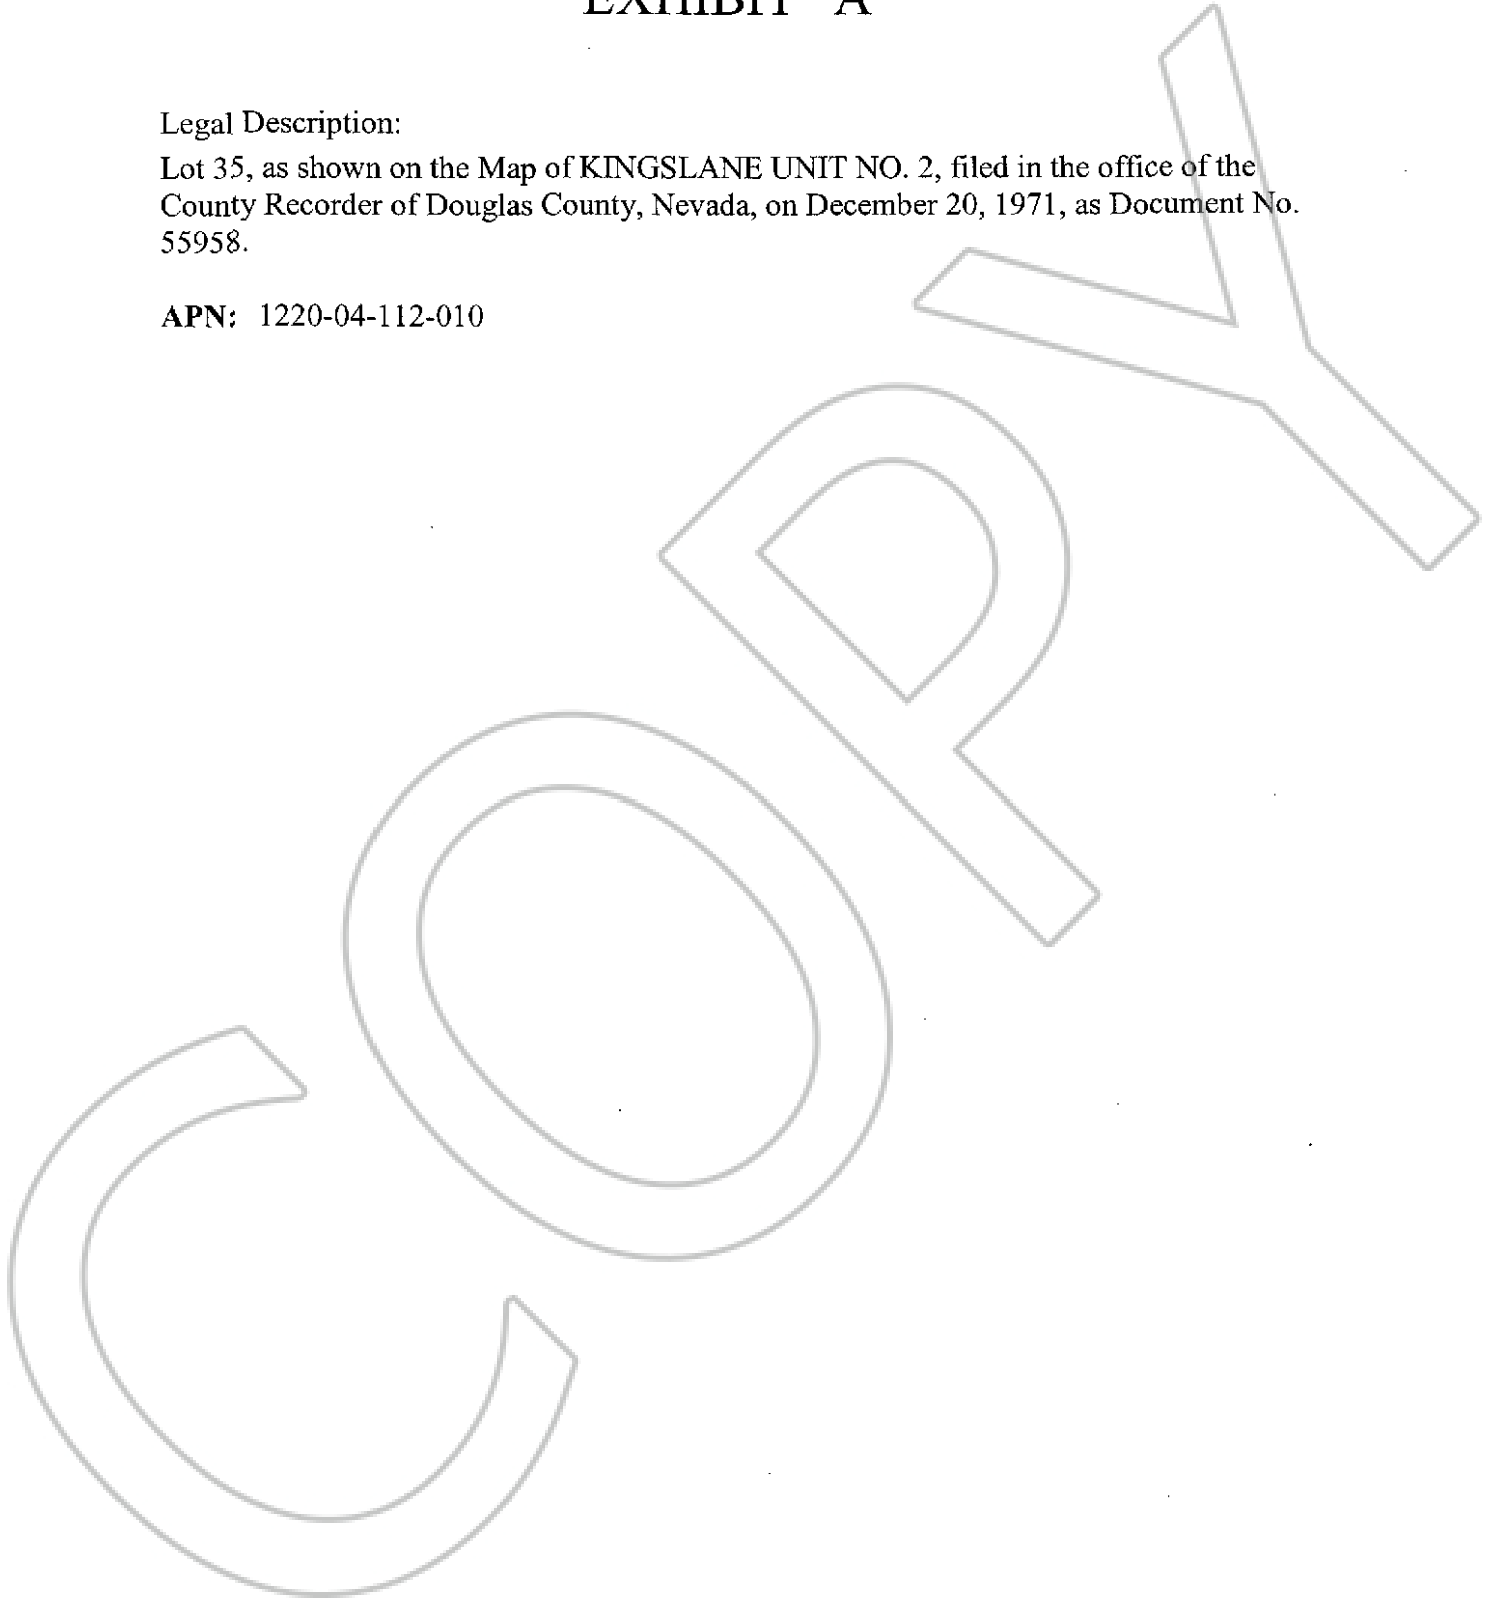 EXHIBIT "A"
Legal Description:
Lot 35, as shown on the Map of KINGSLANE UNIT NO. 2, filed in the office of the
County Recorder of Douglas County, Nevada, on December 20, 1971, as Document No.
55958.
APN: 1220-04-112-010
COPY